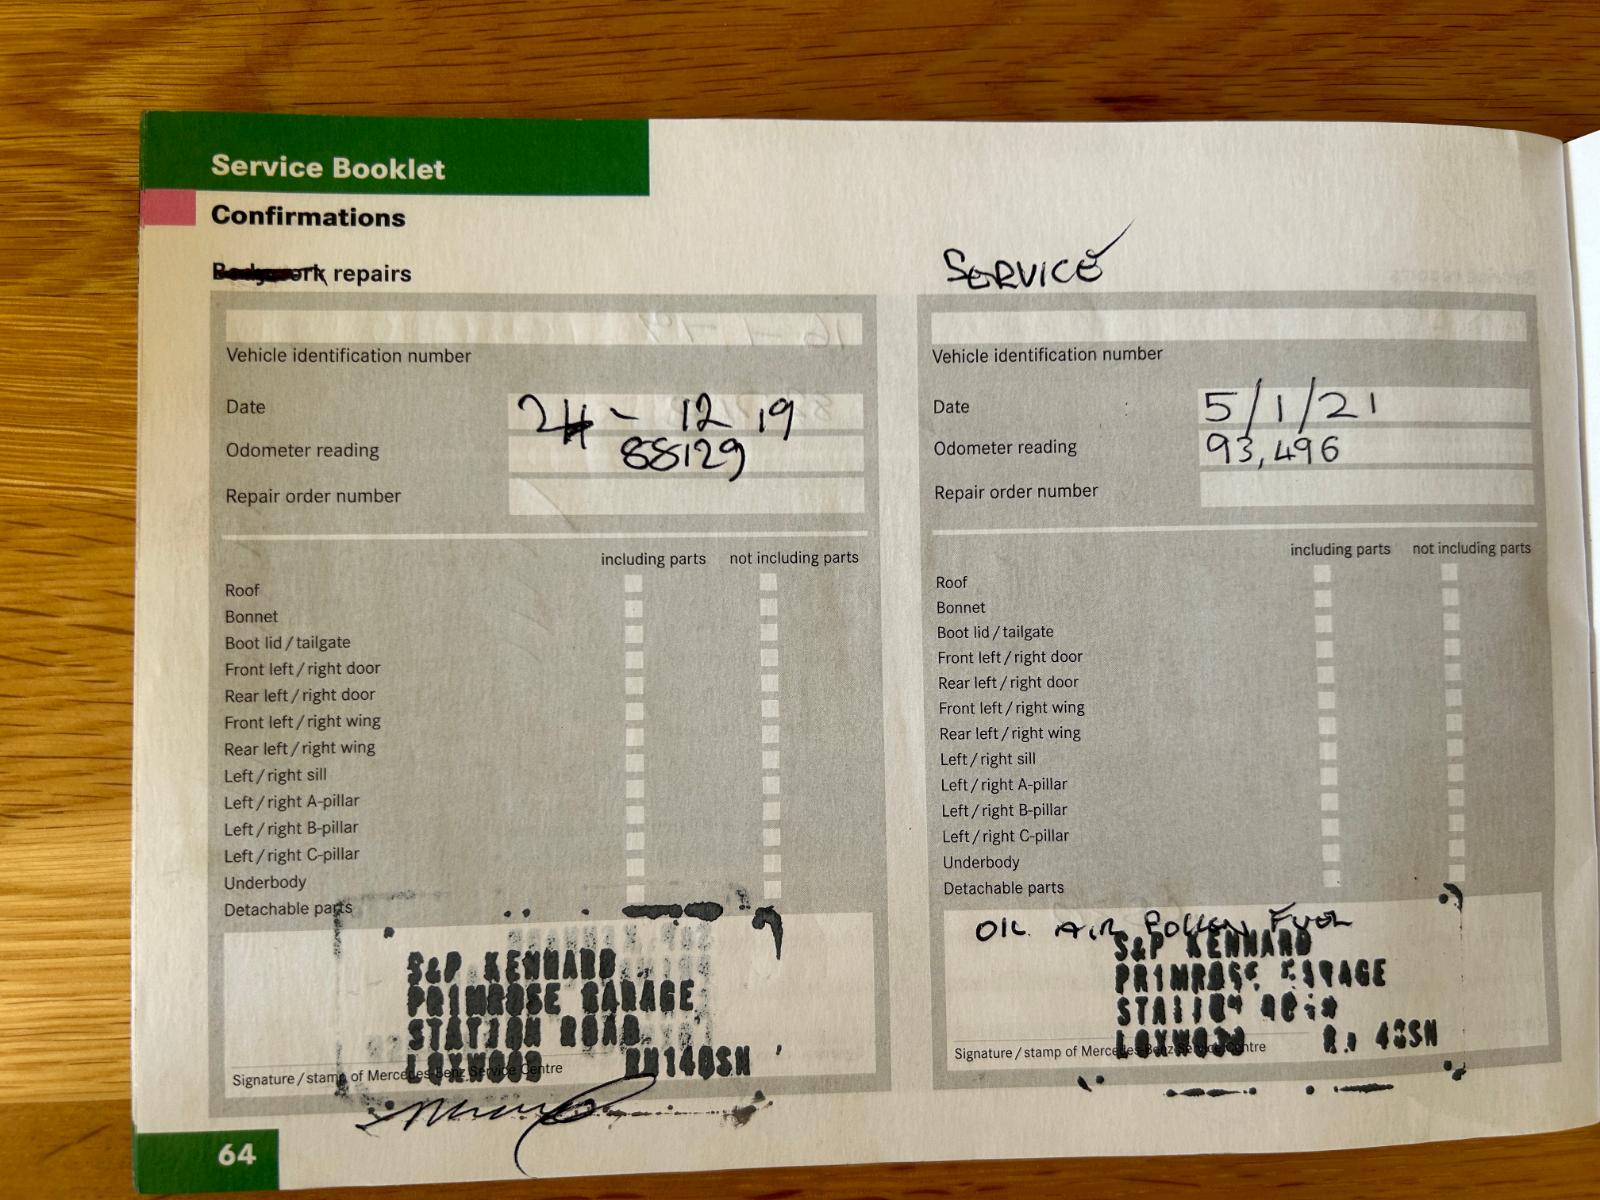 Service Booklet
Confirmations
repairs
Vehicle identification number
Date 24 - 12 19
Odometer reading 88129
Repair order number
including parts not including parts
Roof
Bonnet
Boot lid / tailgate
Front left / right door
Rear left / right door
Front left / right wing
Rear left / right wing
Left / right sill
Left / right A-pillar
Left / right B-pillar
Left / right C-pillar
Underbody
Detachable parts
S&P KENNARD
PRIMROSE GARAGE
STATION ROAD
LOXWOOD RH140SH
Signature / stamp of Mercedes-Benz Service Centre
64
SERVICE
Vehicle identification number
Date 5/1/21
Odometer reading 93,496
Repair order number
including parts not including parts
Roof
Bonnet
Boot lid / tailgate
Front left / right door
Rear left / right door
Front left / right wing
Rear left / right wing
Left / right sill
Left / right A-pillar
Left / right B-pillar
Left / right C-pillar
Underbody
Detachable parts
OIL AIR POLLEN FUEL
S&P KENNARD
PRIMROSE GARAGE
STATION
LOXWOOD
Signature / stamp of Mercedes-Benz Service Centre